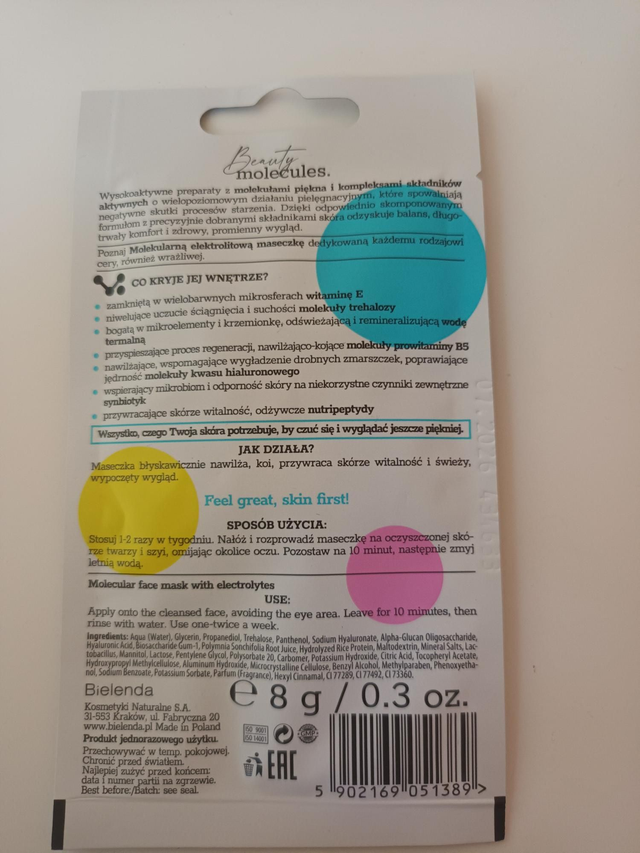 Beauty
molecules.
Wysokoaktywne preparaty z molekułami piękna i kompleksami składników
aktywnych o wielopoziomowym działaniu pielęgnacyjnym, które spowalniają
negatywne skutki procesów starzenia. Dzięki odpowiednio skomponowanym
formułom z precyzyjnie dobranymi składnikami skóra odzyskuje balans, długo-
trwały komfort i zdrowy, promienny wygląd.
Poznaj Molekularną elektrolitową maseczkę dedykowaną każdemu rodzajowi
cery, również wrażliwej.
CO KRYJE JEJ WNĘTRZE?
• zamkniętą w wielobarwnych mikrosferach witaminę E
• niwelujące uczucie ściągnięcia i suchości molekuły trehalozy
• bogatą w mikroelementy i krzemionkę, odświeżającą i remineralizującą wodę
termalną
• przyspieszające proces regeneracji, nawilżająco-kojące molekuły prowitaminy B5
• nawilżające, wspomagające wygładzenie drobnych zmarszczek, poprawiające
jędrność molekuły kwasu hialuronowego
• wspierający mikrobiom i odporność skóry na niekorzystne czynniki zewnętrzne
synbiotyk
• przywracające skórze witalność, odżywcze nutripeptydy
Wszystko, czego Twoja skóra potrzebuje, by czuć się i wyglądać jeszcze piękniej.
JAK DZIAŁA?
Maseczka błyskawicznie nawilża, koi, przywraca skórze witalność i świeży,
wypoczęty wygląd.
Feel great, skin first!
SPOSÓB UŻYCIA:
Stosuj 1-2 razy w tygodniu. Nałóż i rozprowadź maseczkę na oczyszczonej skó-
rze twarzy i szyi, omijając okolice oczu. Pozostaw na 10 minut, następnie zmyj
letnią wodą.
Molecular face mask with electrolytes
USE:
Apply onto the cleansed face, avoiding the eye area. Leave for 10 minutes, then
rinse with water. Use one-twice a week.
Ingredients: Aqua (Water), Glycerin, Propanediol, Trehalose, Panthenol, Sodium Hyaluronate, Alpha-Glucan Oligosaccharide,
Hyaluronic Acid, Biosaccharide Gum-1, Polymnia Sonchifolia Root Juice, Hydrolyzed Rice Protein, Maltodextrin, Mineral Salts, Lac-
tobacillus, Mannitol, Lactose, Pentylene Glycol, Polysorbate 20, Carbomer, Potassium Hydroxide, Citric Acid, Tocopheryl Acetate,
Hydroxypropyl Methylcellulose, Aluminum Hydroxide, Microcrystalline Cellulose, Benzyl Alcohol, Methylparaben, Phenoxyetha-
nol, Sodium Benzoate, Potassium Sorbate, Parfum (Fragrance), Hexyl Cinnamal, CI 77289, CI 77492, CI 73360.
Bielenda
Kosmetyki Naturalne S.A.
31-553 Kraków, ul. Fabryczna 20
www.bielenda.pl Made in Poland
Produkt jednorazowego użytku.
Przechowywać w temp. pokojowej.
Chronić przed światłem.
Najlepiej zużyć przed końcem:
data i numer partii na zgrzewie.
Best before:/Batch: see seal.
℮ 8 g / 0.3 oz.
ISO 9001
ISO 14001
GMP
EAC
5 902169 051389 >